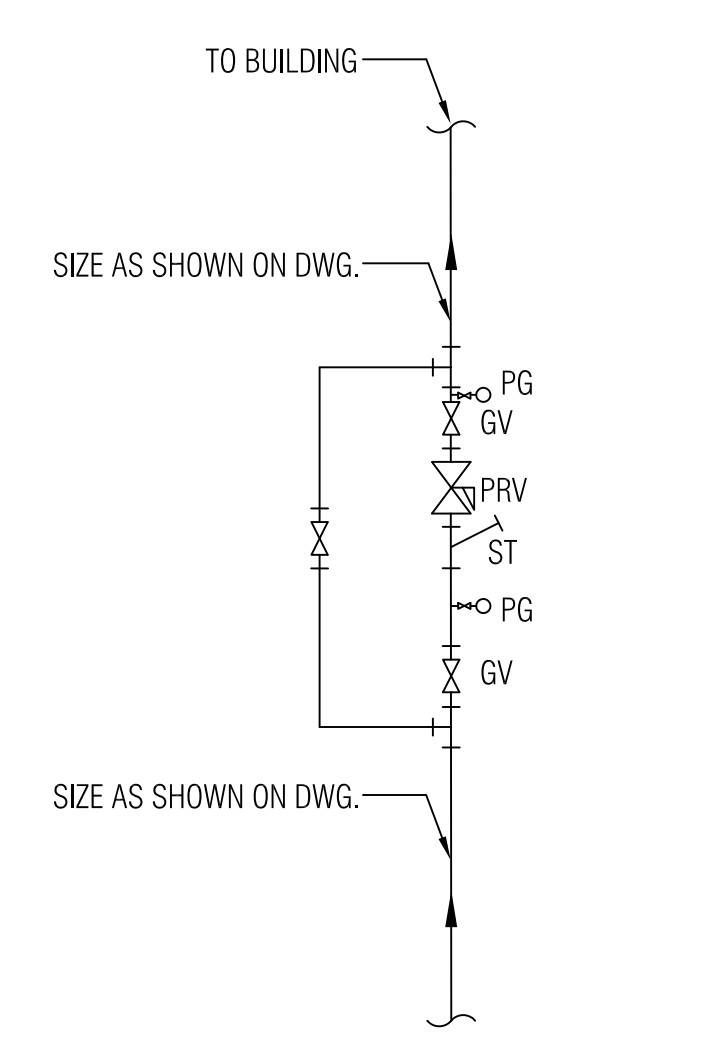 TO BUILDING
SIZE AS SHOWN ON DWG.
PG
GV
PRV
ST
PG
GV
SIZE AS SHOWN ON DWG.